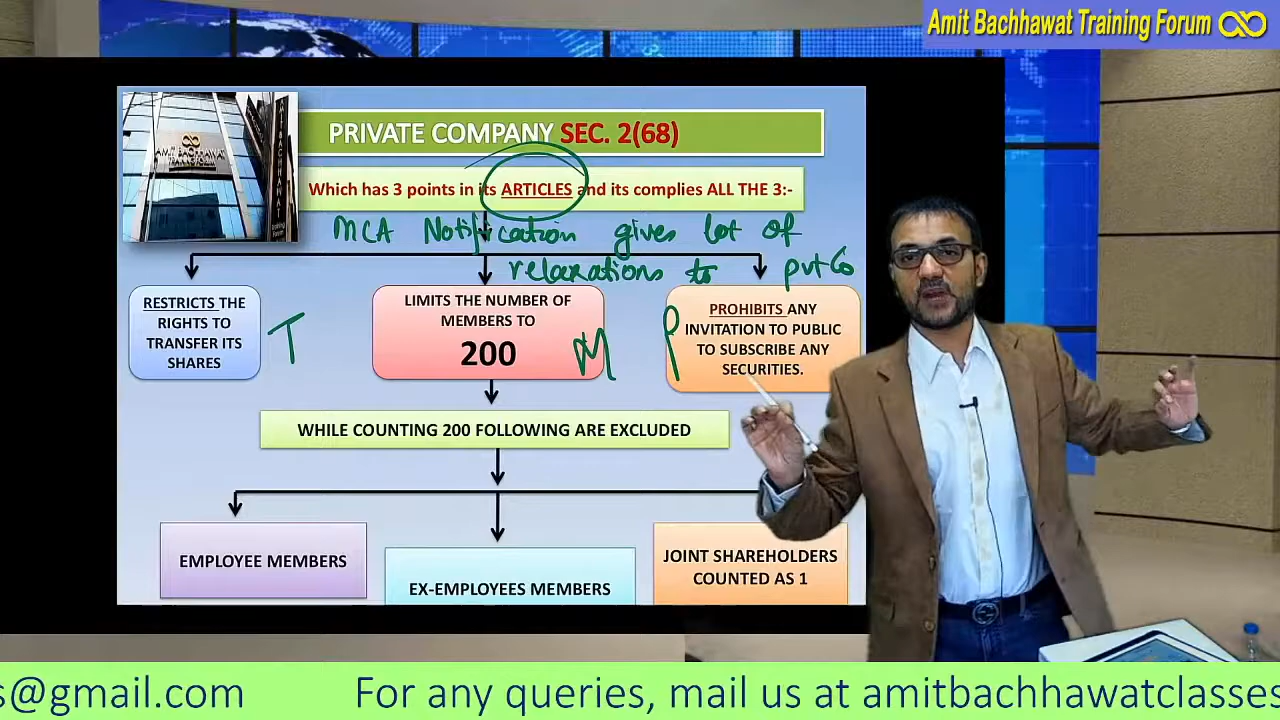 Amit Bachhawat Training Forum
AMIT BACHHAWAT
TRAINING FORUM
PRIVATE COMPANY SEC. 2(68)
Which has 3 points in its ARTICLES and its complies ALL THE 3:-
MCA Notification gives lot of
relaxations to pvt Co
RESTRICTS THE
RIGHTS TO
TRANSFER ITS
SHARES
T
LIMITS THE NUMBER OF
MEMBERS TO
200
M
P
PROHIBITS ANY
INVITATION TO PUBLIC
TO SUBSCRIBE ANY
SECURITIES.
WHILE COUNTING 200 FOLLOWING ARE EXCLUDED
EMPLOYEE MEMBERS
EX-EMPLOYEES MEMBERS
JOINT SHAREHOLDERS
COUNTED AS 1
s@gmail.com For any queries, mail us at amitbachhawatclasses